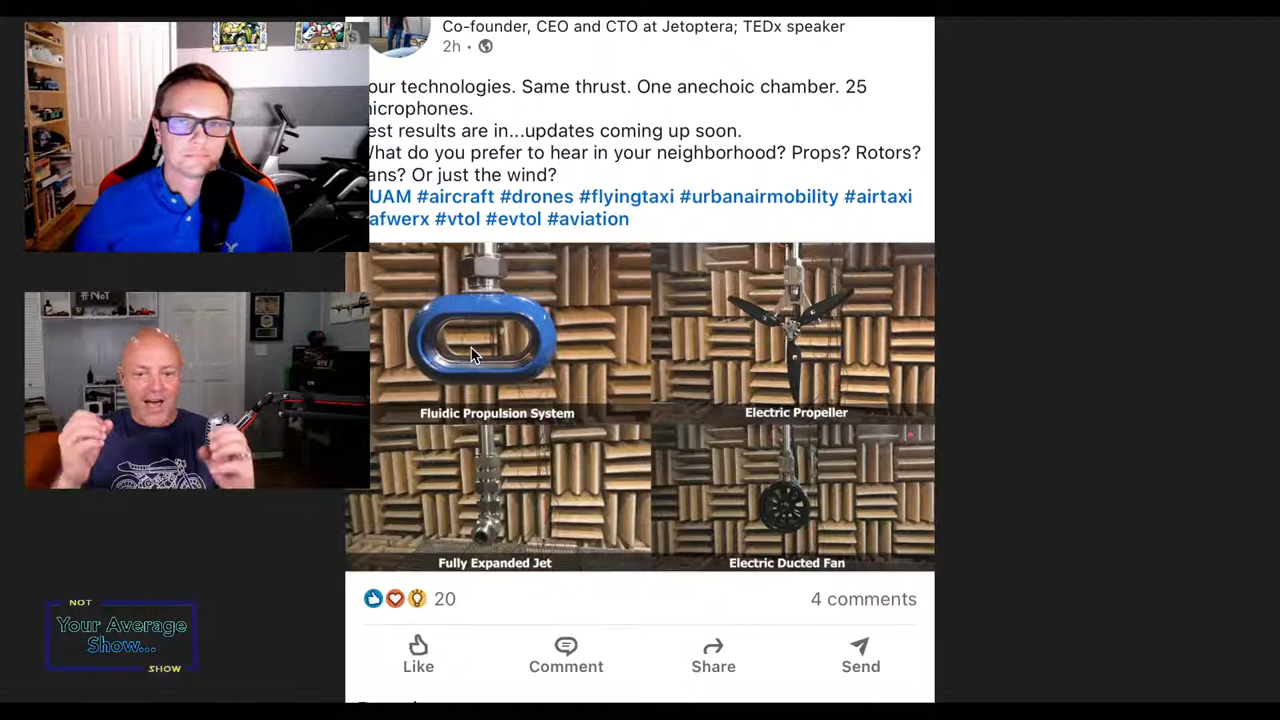 Co-founder, CEO and CTO at Jetoptera; TEDx speaker
2h •
our technologies. Same thrust. One anechoic chamber. 25
icrophones.
est results are in...updates coming up soon.
hat do you prefer to hear in your neighborhood? Props? Rotors?
ans? Or just the wind?
UAM #aircraft #drones #flyingtaxi #urbanairmobility #airtaxi
afwerx #vtol #evtol #aviation
#NoT
Fluidic Propulsion System
Electric Propeller
Fully Expanded Jet
Electric Ducted Fan
20
4 comments
Like
Comment
Share
Send
NOT
Your Average
Show...
SHOW